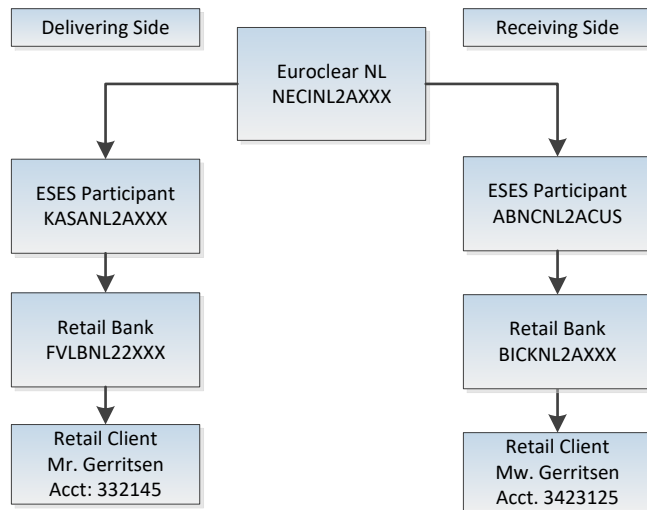 Delivering Side
Receiving Side
Euroclear NL
NECINL2AXXX
ESES Participant
KASANL2AXXX
ESES Participant
ABNCNL2ACUS
Retail Bank
FVLBNL22XXX
Retail Bank
BICKNL2AXXX
Retail Client
Mr. Gerritsen
Acct: 332145
Retail Client
Mw. Gerritsen
Acct. 3423125